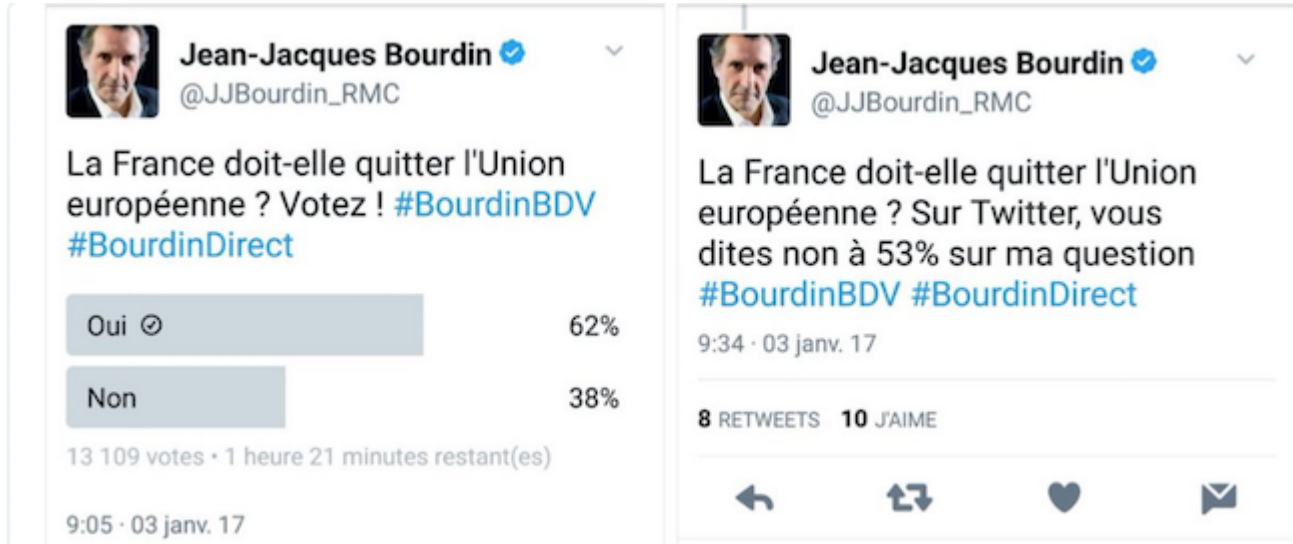 Jean-Jacques Bourdin
@JJBourdin_RMC
La France doit-elle quitter l'Union
européenne ? Votez ! #BourdinBDV
#BourdinDirect
Oui 62%
Non 38%
13 109 votes • 1 heure 21 minutes restant(es)
9:05 · 03 janv. 17
Jean-Jacques Bourdin
@JJBourdin_RMC
La France doit-elle quitter l'Union
européenne ? Sur Twitter, vous
dites non à 53% sur ma question
#BourdinBDV #BourdinDirect
9:34 · 03 janv. 17
8 RETWEETS 10 J'AIME